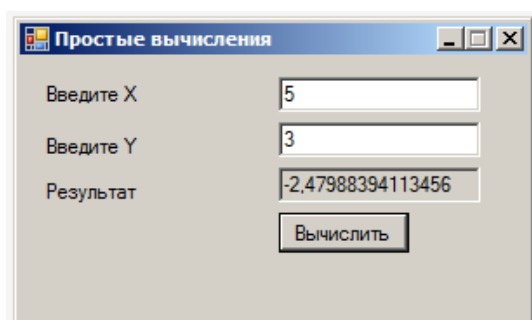 Простые вычисления
Введите X 5
Введите Y 3
Результат -2,47988394113456
Вычислить